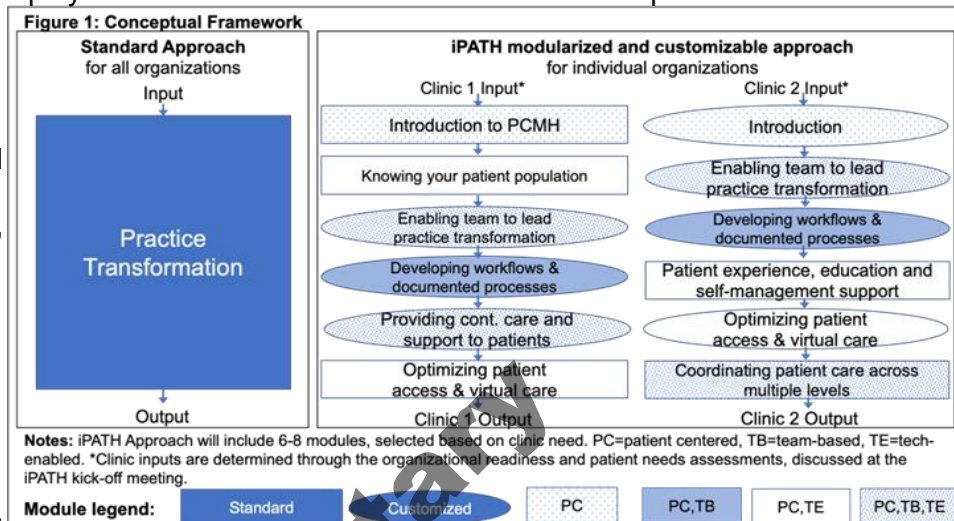 Figure 1: Conceptual Framework
Standard Approach
for all organizations
Input
Practice
Transformation
Output
iPATH modularized and customizable approach
for individual organizations
Clinic 1 Input*
Introduction to PCMH
Knowing your patient population
Enabling team to lead
practice transformation
Developing workflows &
documented processes
Providing cont. care and
support to patients
Optimizing patient
access & virtual care
Clinic 1 Output
Clinic 2 Input*
Introduction
Enabling team to lead
practice transformation
Developing workflows &
documented processes
Patient experience, education and
self-management support
Optimizing patient
access & virtual care
Coordinating patient care across
multiple levels
Clinic 2 Output
Notes: iPATH Approach will include 6-8 modules, selected based on clinic need. PC=patient centered, TB=team-based, TE=tech-
enabled. *Clinic inputs are determined through the organizational readiness and patient needs assessments, discussed at the
iPATH kick-off meeting.
Module legend:
Standard
Customized
PC
PC,TB
PC,TE
PC,TB,TE